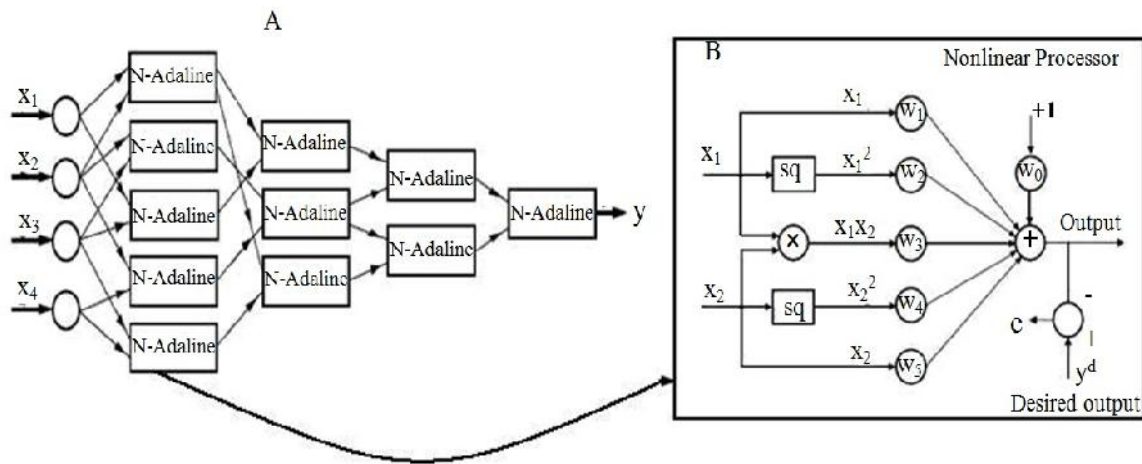 A
x₁
x₂
x₃
x₄
N-Adaline
N-Adaline
N-Adaline
N-Adaline
N-Adaline
N-Adaline
N-Adaline
N-Adaline
N-Adaline
N-Adaline
N-Adaline
y
B
Nonlinear Processor
x₁
w₁
+1
x₁
sq
x₁²
w₂
w₀
x
x₁x₂
w₃
+
Output
x₂
sq
x₂²
w₄
-
c
x₂
w₅
yᵈ
Desired output